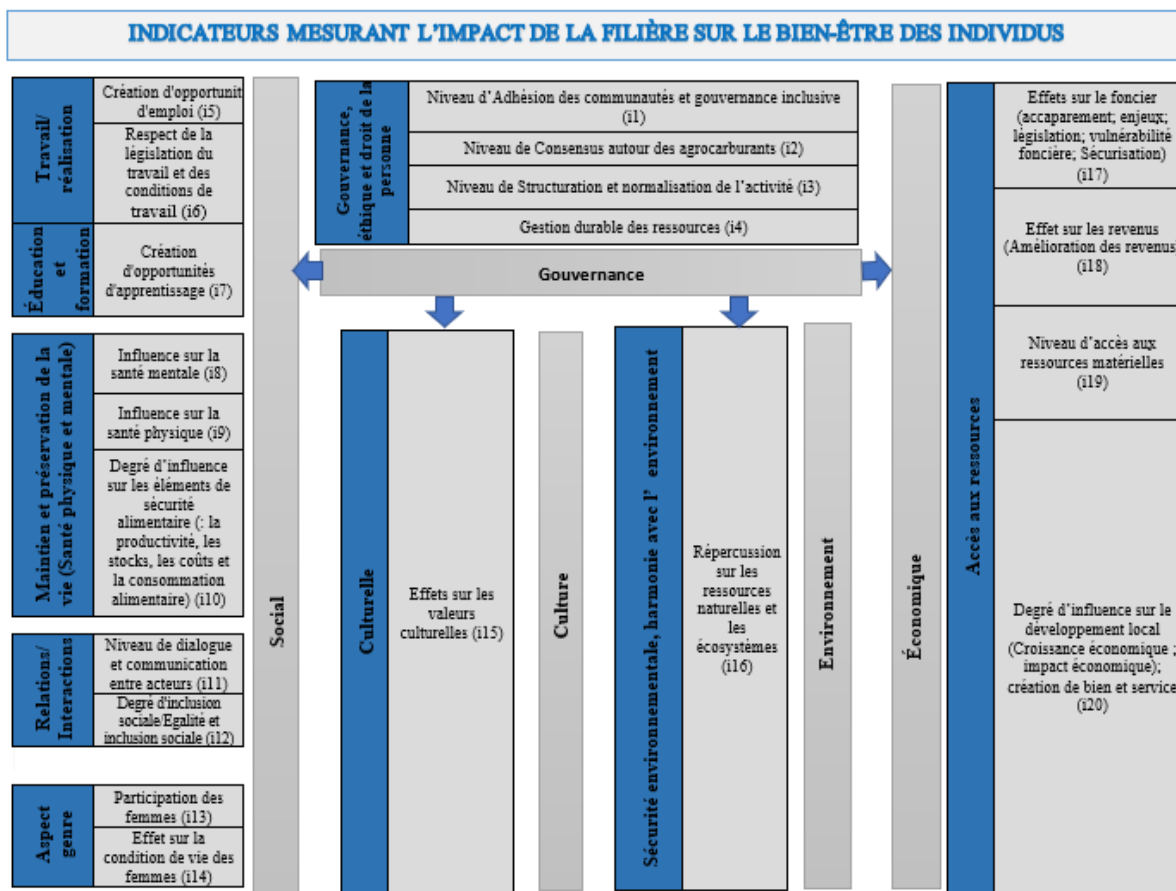 INDICATEURS MESURANT L'IMPACT DE LA FILIÈRE SUR LE BIEN-ÊTRE DES INDIVIDUS
Travail/
réalisation
Création d'opportunit
d'emploi (i5)
Respect de la
législation du
travail et des
conditions de
travail (i6)
Éducation
et
formation
Création
d'opportunités
d'apprentissage (i7)
Maintien et préservation de la
vie (Santé physique et mentale)
Influence sur la
santé mentale (i8)
Influence sur la
santé physique (i9)
Degré d'influence
sur les éléments de
sécurité
alimentaire (: la
productivité, les
stocks, les coûts et
la consommation
alimentaire) (i10)
Relations/
Interactions
Niveau de dialogue
et communication
entre acteurs (i11)
Degré d'inclusion
sociale/Egalité et
inclusion sociale (i12)
Aspect
genre
Participation des
femmes (i13)
Effet sur la
condition de vie des
femmes (i14)
Social
Gouvernance,
éthique et droit de la
personne
Niveau d'Adhésion des communautés et gouvernance inclusive
(i1)
Niveau de Consensus autour des agrocarburants (i2)
Niveau de Structuration et normalisation de l'activité (i3)
Gestion durable des ressources (i4)
Gouvernance
Culturelle
Effets sur les
valeurs
culturelles (i15)
Culture
Sécurité environnementale, harmonie avec l' environnement
Répercussion
sur les
ressources
naturelles et
les
écosystèmes
(i16)
Environnement
Économique
Accès aux ressources
Effets sur le foncier
(accaparement; enjeux;
législation; vulnérabilité
foncière; Sécurisation)
(i17)
Effet sur les revenus
(Amélioration des revenus)
(i18)
Niveau d'accès aux
ressources matérielles
(i19)
Degré d'influence sur le
développement local
(Croissance économique ;
impact économique);
création de bien et service
(i20)